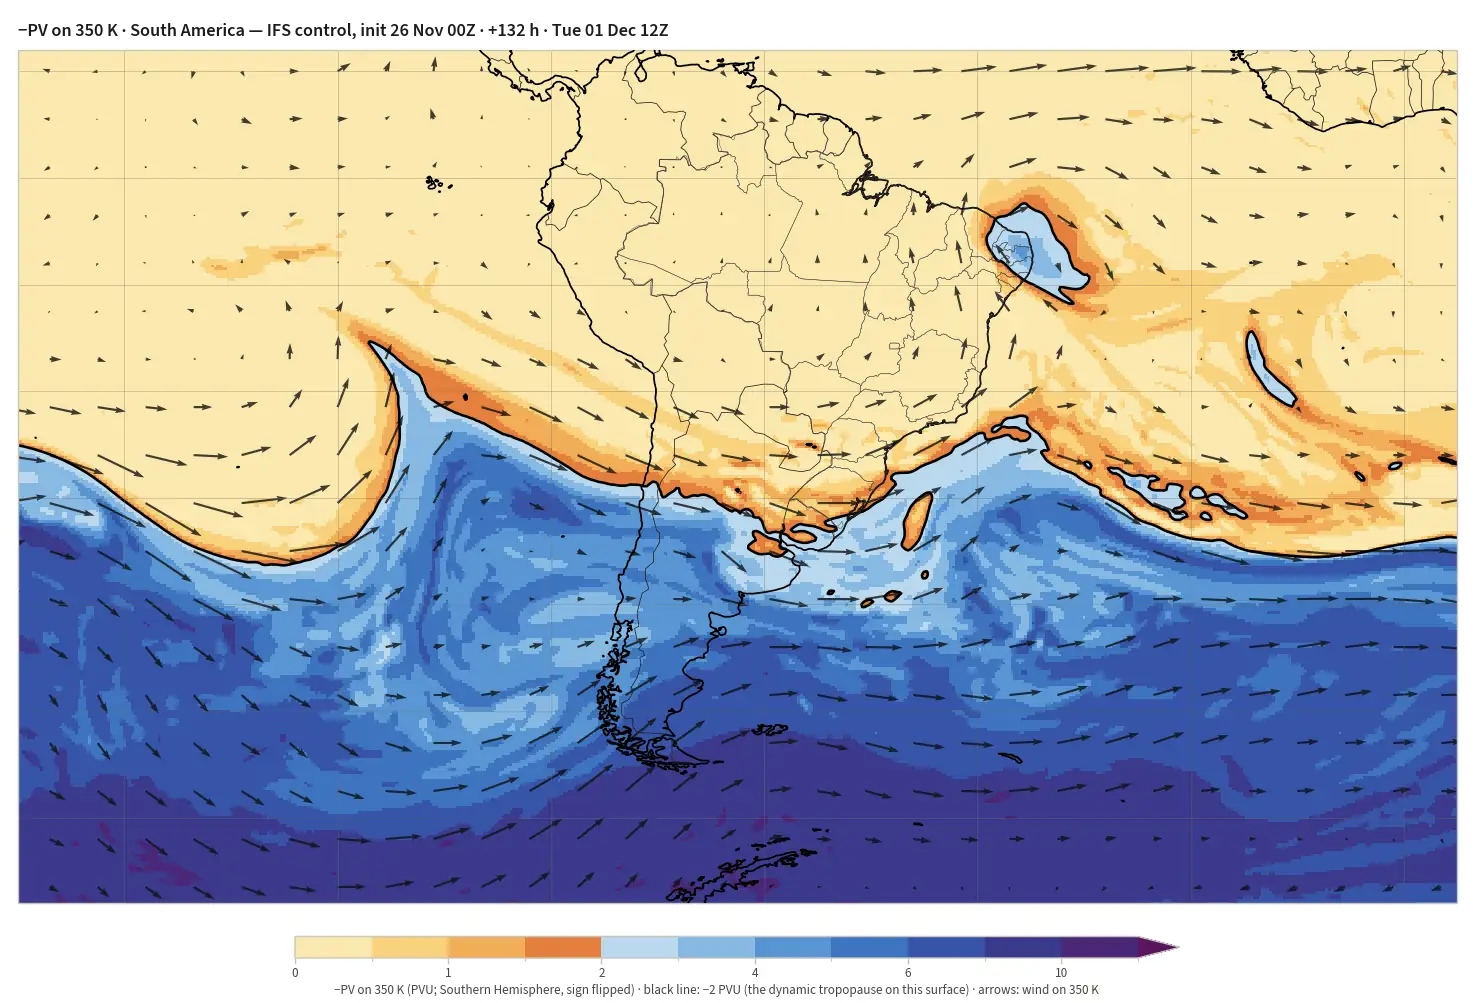 −PV on 350 K · South America — IFS control, init 26 Nov 00Z · +132 h · Tue 01 Dec 12Z
0 1 2 4 6 10
−PV on 350 K (PVU; Southern Hemisphere, sign flipped) · black line: −2 PVU (the dynamic tropopause on this surface) · arrows: wind on 350 K